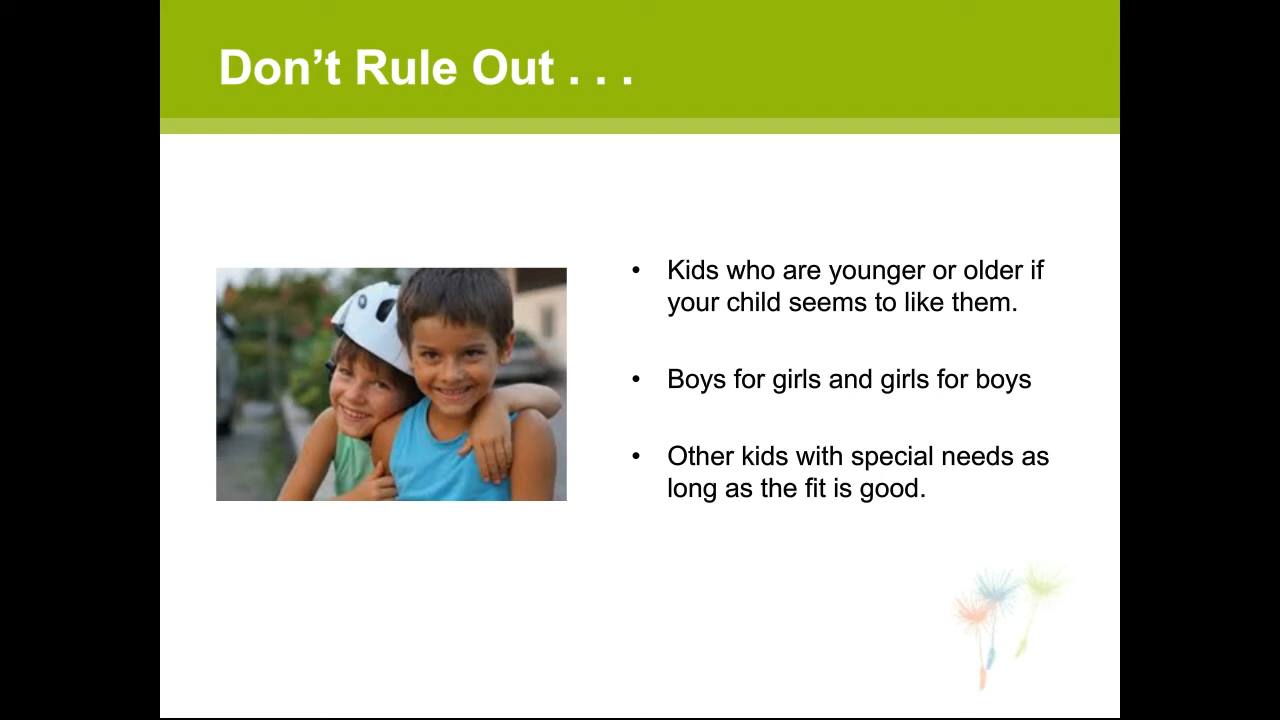 Don’t Rule Out . . .
• Kids who are younger or older if
your child seems to like them.
• Boys for girls and girls for boys
• Other kids with special needs as
long as the fit is good.